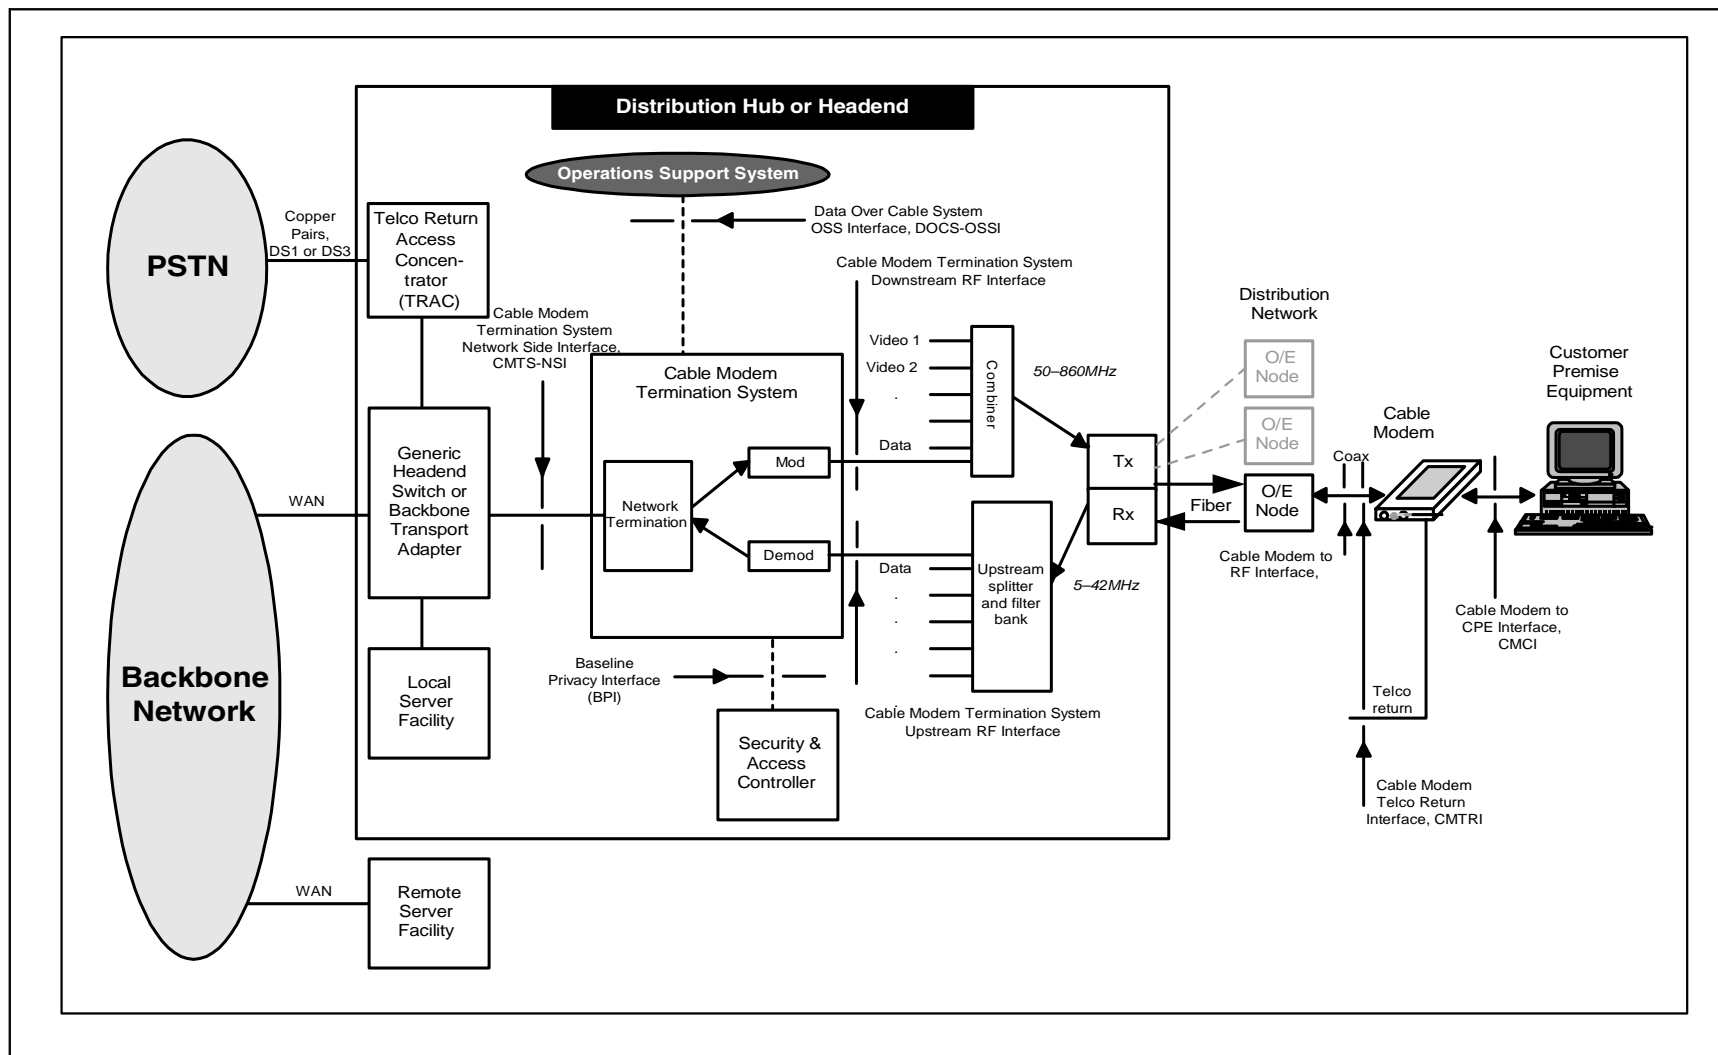 Distribution Hub or Headend
Operations Support System
Data Over Cable System
OSS Interface, DOCS-OSSI
Copper
Pairs,
DS1 or DS3
PSTN
Telco Return
Access
Concen-
trator
(TRAC)
Cable Modem
Termination System
Network Side Interface,
CMTS-NSI
Cable Modem Termination System
Downstream RF Interface
Video 1
Video 2
.
Data
Combiner
50–860MHz
Distribution
Network
O/E
Node
O/E
Node
O/E
Node
Customer
Premise
Equipment
Cable
Modem
Coax
Cable Modem
Termination System
Mod
Network
Termination
Demod
Generic
Headend
Switch or
Backbone
Transport
Adapter
WAN
Tx
Rx
Fiber
5–42MHz
Data
.
.
.
Upstream
splitter
and filter
bank
Cable Modem to
RF Interface,
Cable Modem to
CPE Interface,
CMCI
Backbone
Network
Local
Server
Facility
Baseline
Privacy Interface
(BPI)
.
Cable Modem Termination System
Upstream RF Interface
Security &
Access
Controller
Telco
return
Cable Modem
Telco Return
Interface, CMTRI
WAN
Remote
Server
Facility